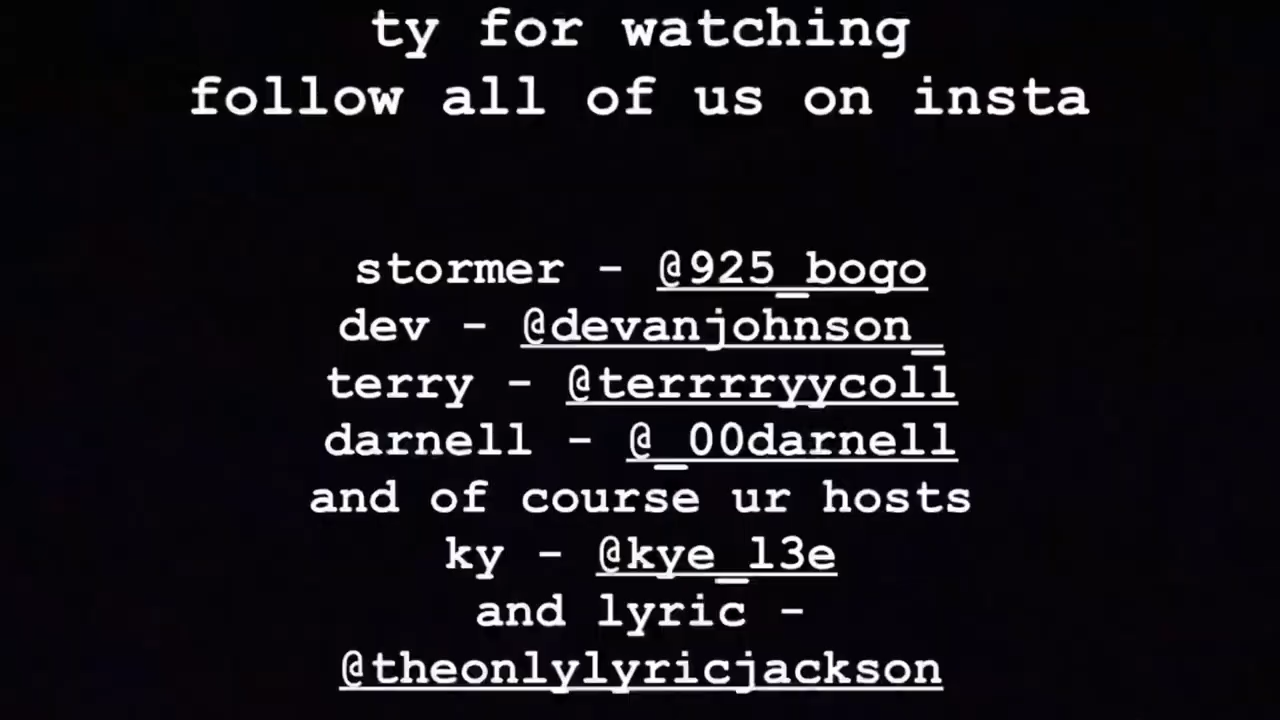 ty for watching
follow all of us on insta
stormer - @925_bogo
dev - @devanjohnson_
terry - @terrrryycoll
darnell - @_00darnell
and of course ur hosts
ky - @kye_l3e
and lyric -
@theonlylyricjackson